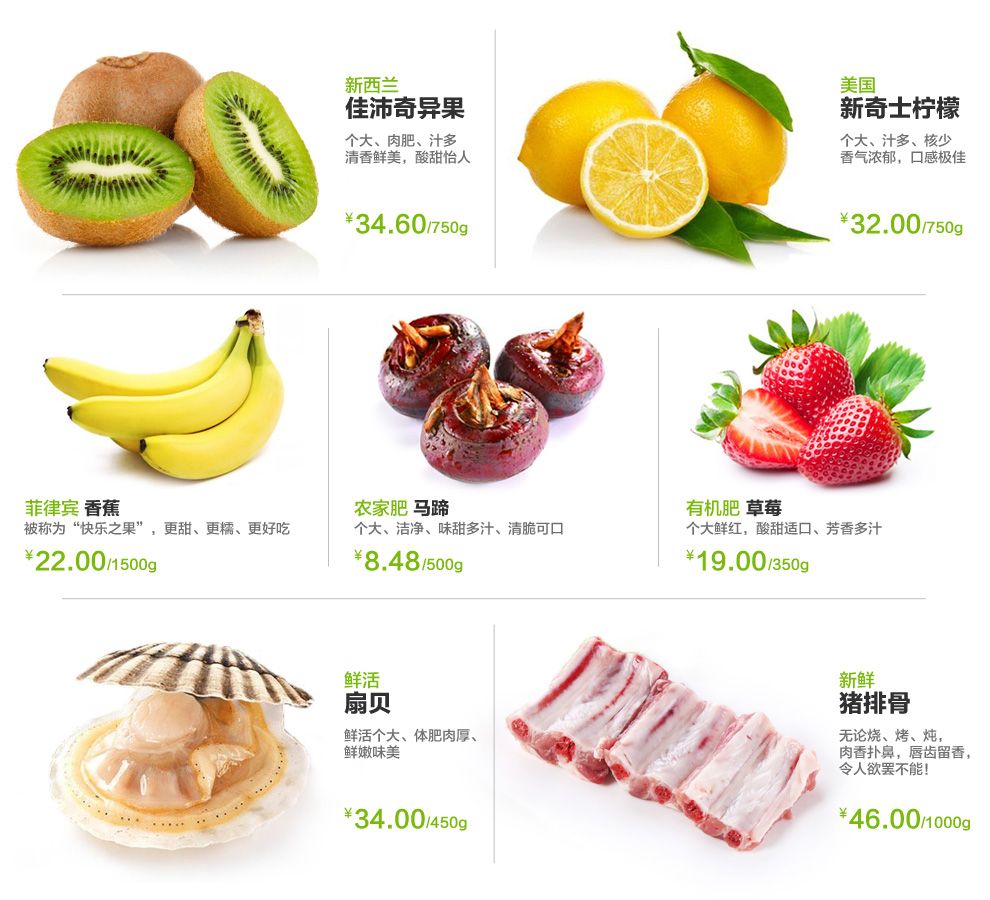 新西兰
佳沛奇异果
个大、肉肥、汁多
清香鲜美，酸甜怡人
¥34.60/750g
美国
新奇士柠檬
个大、汁多、核少
香气浓郁，口感极佳
¥32.00/750g
菲律宾 香蕉
被称为“快乐之果”，更甜、更糯、更好吃
¥22.00/1500g
农家肥 马蹄
个大、洁净、味甜多汁、清脆可口
¥8.48/500g
有机肥 草莓
个大鲜红，酸甜适口、芳香多汁
¥19.00/350g
鲜活
扇贝
鲜活个大、体肥肉厚、
鲜嫩味美
¥34.00/450g
新鲜
猪排骨
无论烧、烤、炖，
肉香扑鼻，唇齿留香，
令人欲罢不能！
¥46.00/1000g